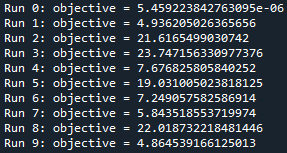 Run 0: objective = 5.459223842763095e-06
Run 1: objective = 4.936205026365656
Run 2: objective = 21.6165499030742
Run 3: objective = 23.747156330977376
Run 4: objective = 7.676825805840252
Run 5: objective = 19.031005023818125
Run 6: objective = 7.249057582586914
Run 7: objective = 5.843518553719974
Run 8: objective = 22.018732218481446
Run 9: objective = 4.864539166125013